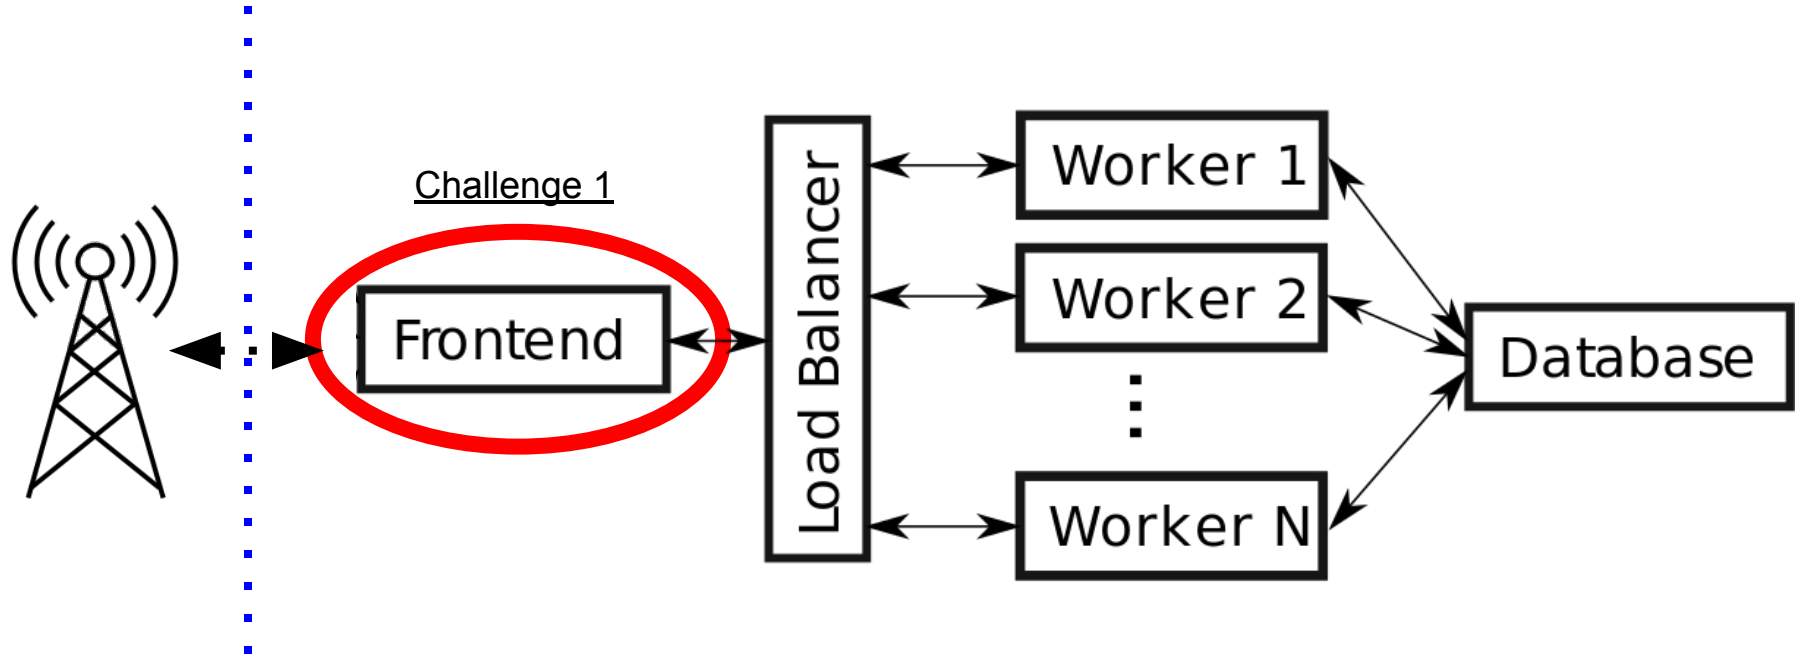 Challenge 1
Frontend
Load Balancer
Worker 1
Worker 2
Worker N
Database